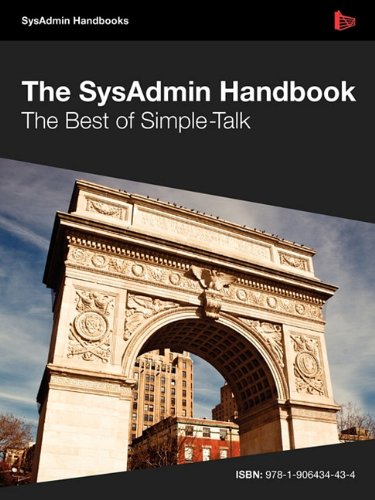 SysAdmin Handbooks
The SysAdmin Handbook
The Best of Simple-Talk
ISBN: 978-1-906434-43-4